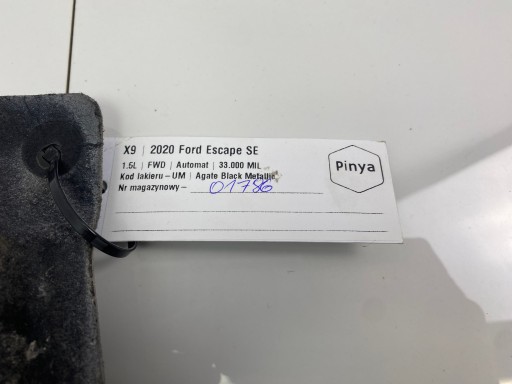 X9 | 2020 Ford Escape SE
1.5L | FWD | Automat | 33.000 MIL
Kod lakieru – UM | Agate Black Metallic
Nr magazynowy – 01786
Pinya